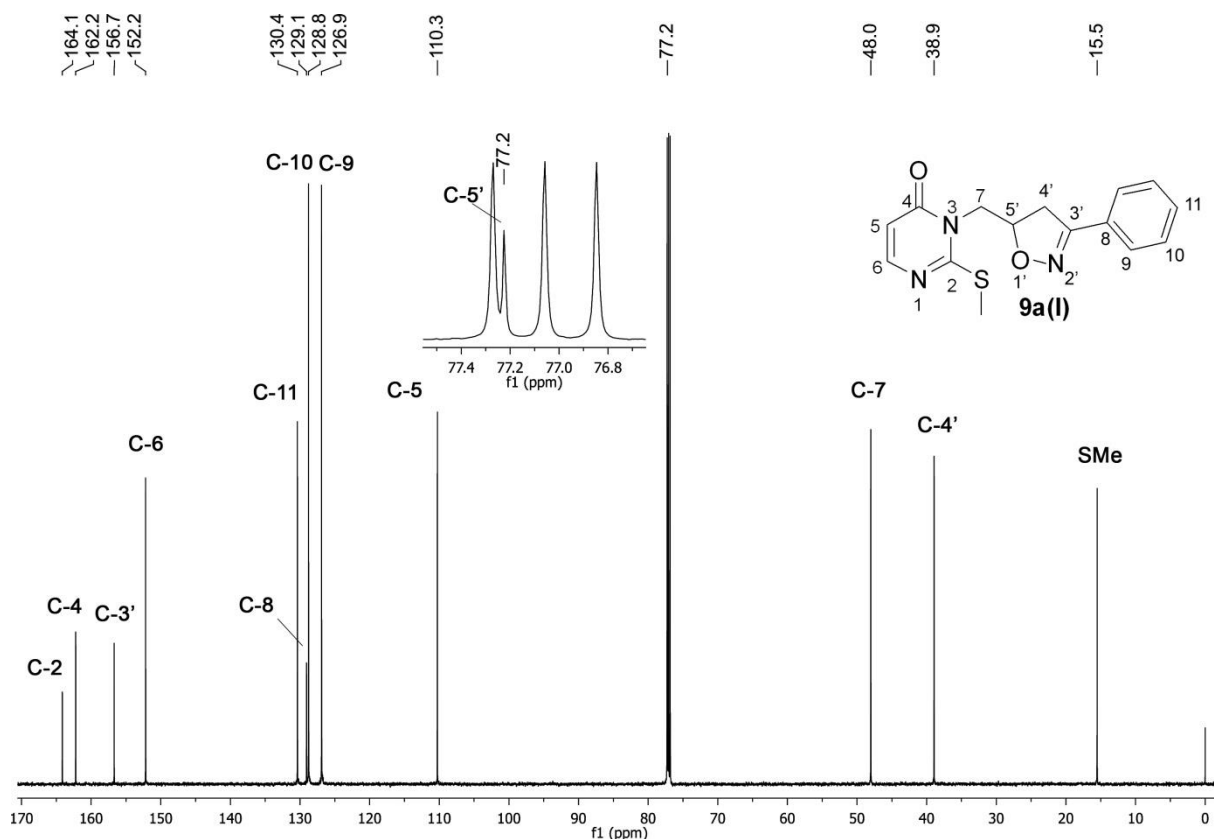 164.1
162.2
156.7
152.2
130.4
129.1
128.8
126.9
110.3
77.2
48.0
38.9
15.5
C-10 C-9
77.2
C-5'
77.4 77.2 77.0 76.8
f1 (ppm)
O
4
5
6
N
1
3
N
2
S
7
5'
4'
3'
O
1'
N
2'
8
9
10
11
9a(I)
C-11
C-5
C-7
C-4'
C-6
SMe
C-8
C-4
C-3'
C-2
170 160 150 140 130 120 110 100 90 80 70 60 50 40 30 20 10 0
f1 (ppm)